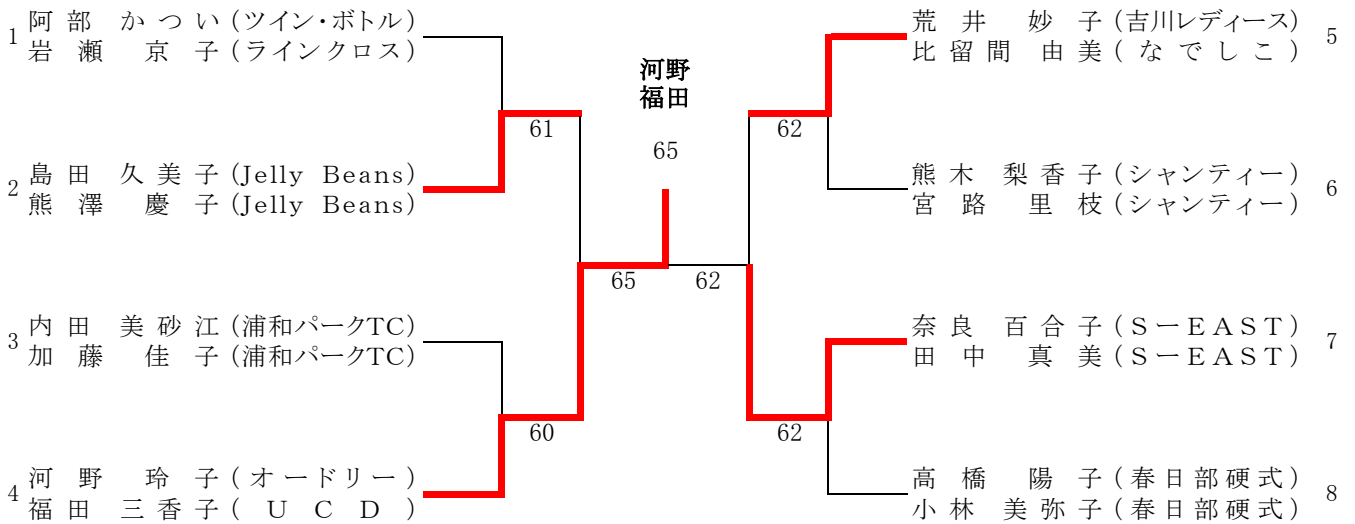 1 阿部 かつい (ツイン・ボトル)
岩瀬 京子 (ラインクロス)
61
2 島田 久美子 (Jelly Beans)
熊澤 慶子 (Jelly Beans)
65
3 内田 美砂江 (浦和パークTC)
加藤 佳子 (浦和パークTC)
60
4 河野 玲子 (オードリー)
福田 三香子 (UCD)
河野
福田
65
荒井 妙子 (吉川レディース) 5
比留間 由美 (なでしこ)
62
熊木 梨香子 (シャンティー) 6
宮路 里枝 (シャンティー)
62
奈良 百合子 (S-EAST) 7
田中 真美 (S-EAST)
62
高橋 陽子 (春日部硬式) 8
小林 美弥子 (春日部硬式)